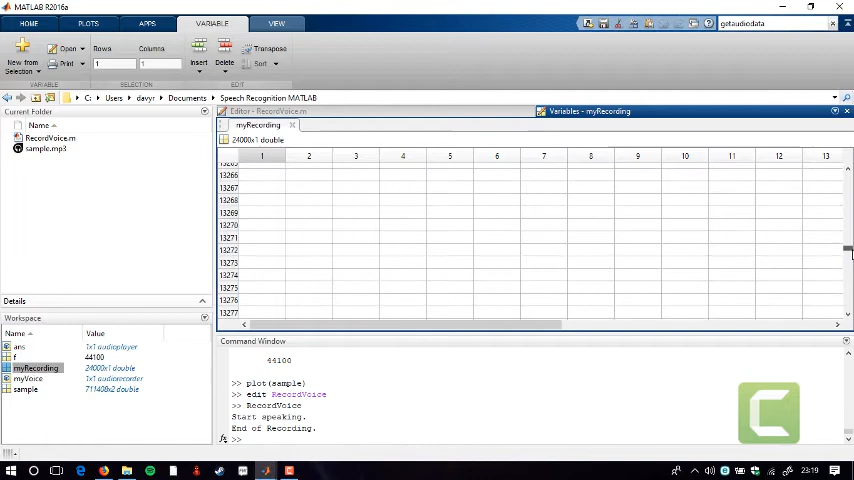 MATLAB R2016a
HOME PLOTS APPS VARIABLE VIEW
getaudiodata
New from
Selection
Open
Print
Rows Columns
1 1
Insert Delete
Transpose
Sort
VARIABLE SELECTION EDIT
C: Users davyr Documents Speech Recognition MATLAB
Current Folder
Name
RecordVoice.m
sample.mp3
Details
Workspace
Name Value
ans 1x1 audioplayer
f 44100
myRecording 24000x1 double
myVoice 1x1 audiorecorder
sample 711408x2 double
Editor - RecordVoice.m
Variables - myRecording
myRecording
24000x1 double
1 2 3 4 5 6 7 8 9 10 11 12 13
13265
13266
13267
13268
13269
13270
13271
13272
13273
13274
13275
13276
13277
Command Window
44100
>> plot(sample)
>> edit RecordVoice
>> RecordVoice
Start speaking.
End of Recording.
fx >>
C
23:19